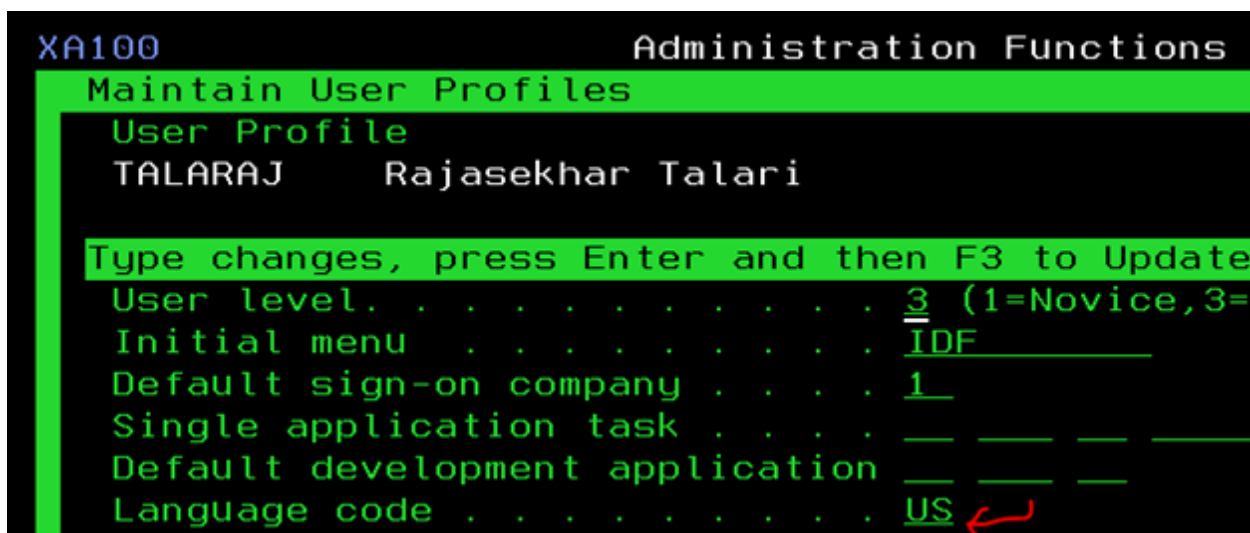 XA100 Administration Functions
Maintain User Profiles
User Profile
TALARAJ Rajasekhar Talari
Type changes, press Enter and then F3 to Update
User level. . . . . . . . . . . 3 (1=Novice,3=
Initial menu . . . . . . . . . IDF
Default sign-on company . . . . 1
Single application task . . . .
Default development application
Language code . . . . . . . . . US